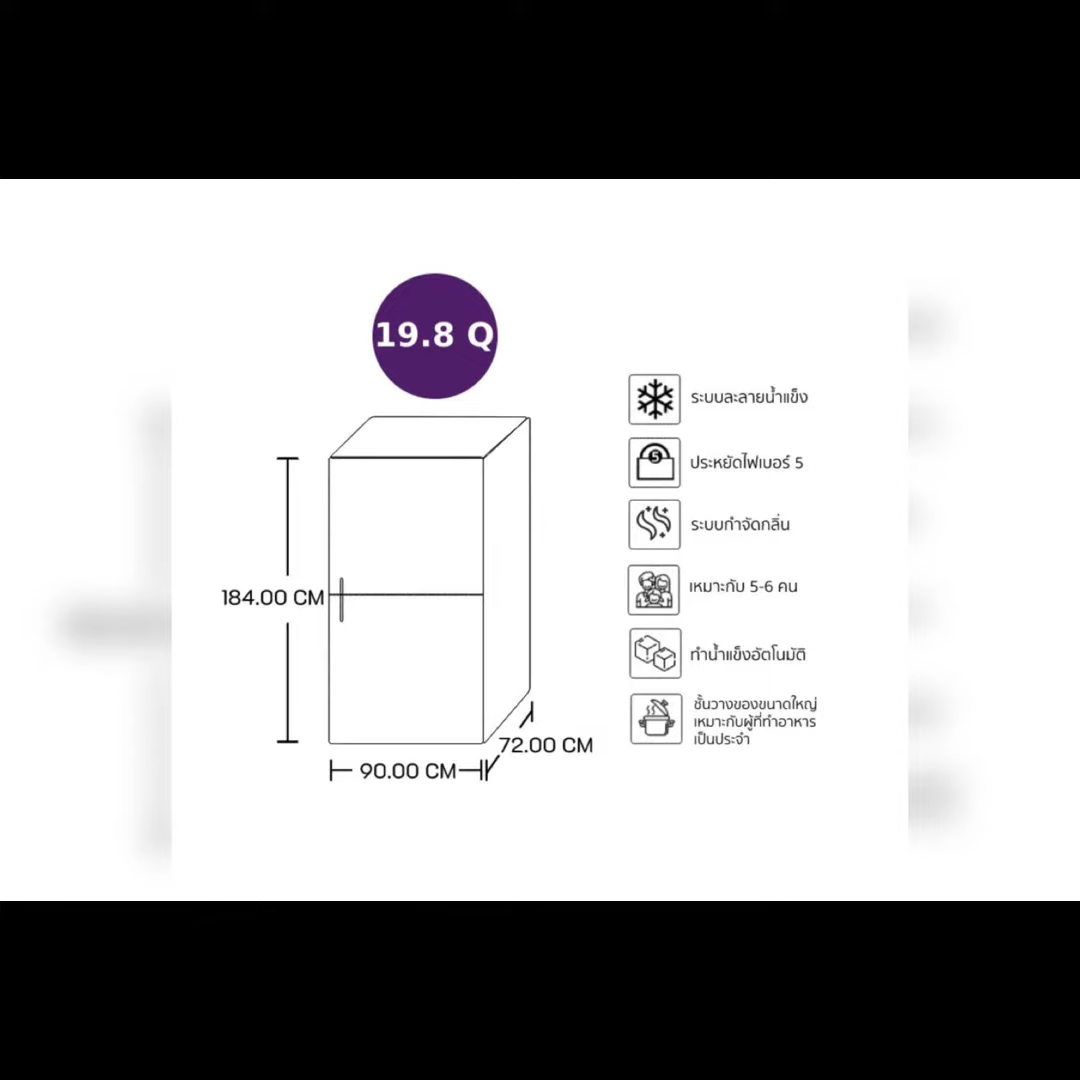 19.8 Q
ระบบละลายน้ำแข็ง
ประหยัดไฟเบอร์ 5
5
ระบบกำจัดกลิ่น
เหมาะกับ 5-6 คน
184.00 CM
ทำน้ำแข็งอัตโนมัติ
ชั้นวางของขนาดใหญ่
เหมาะกับผู้ที่ทำอาหาร
เป็นประจำ
72.00 CM
90.00 CM